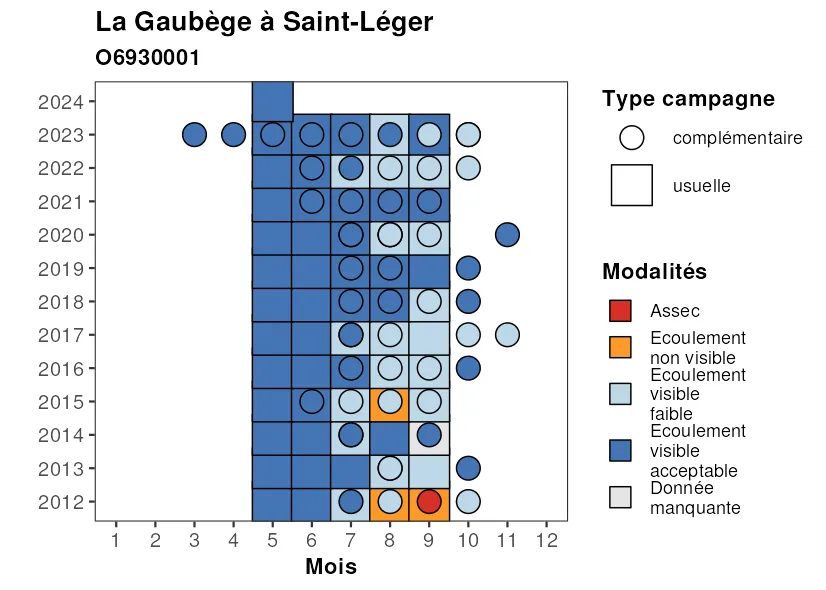 La Gaubège à Saint-Léger
O6930001
2024
2023
2022
2021
2020
2019
2018
2017
2016
2015
2014
2013
2012
1 2 3 4 5 6 7 8 9 10 11 12
Mois
Type campagne
complémentaire
usuelle
Modalités
Assec
Ecoulement
non visible
Ecoulement
visible
faible
Ecoulement
visible
acceptable
Donnée
manquante